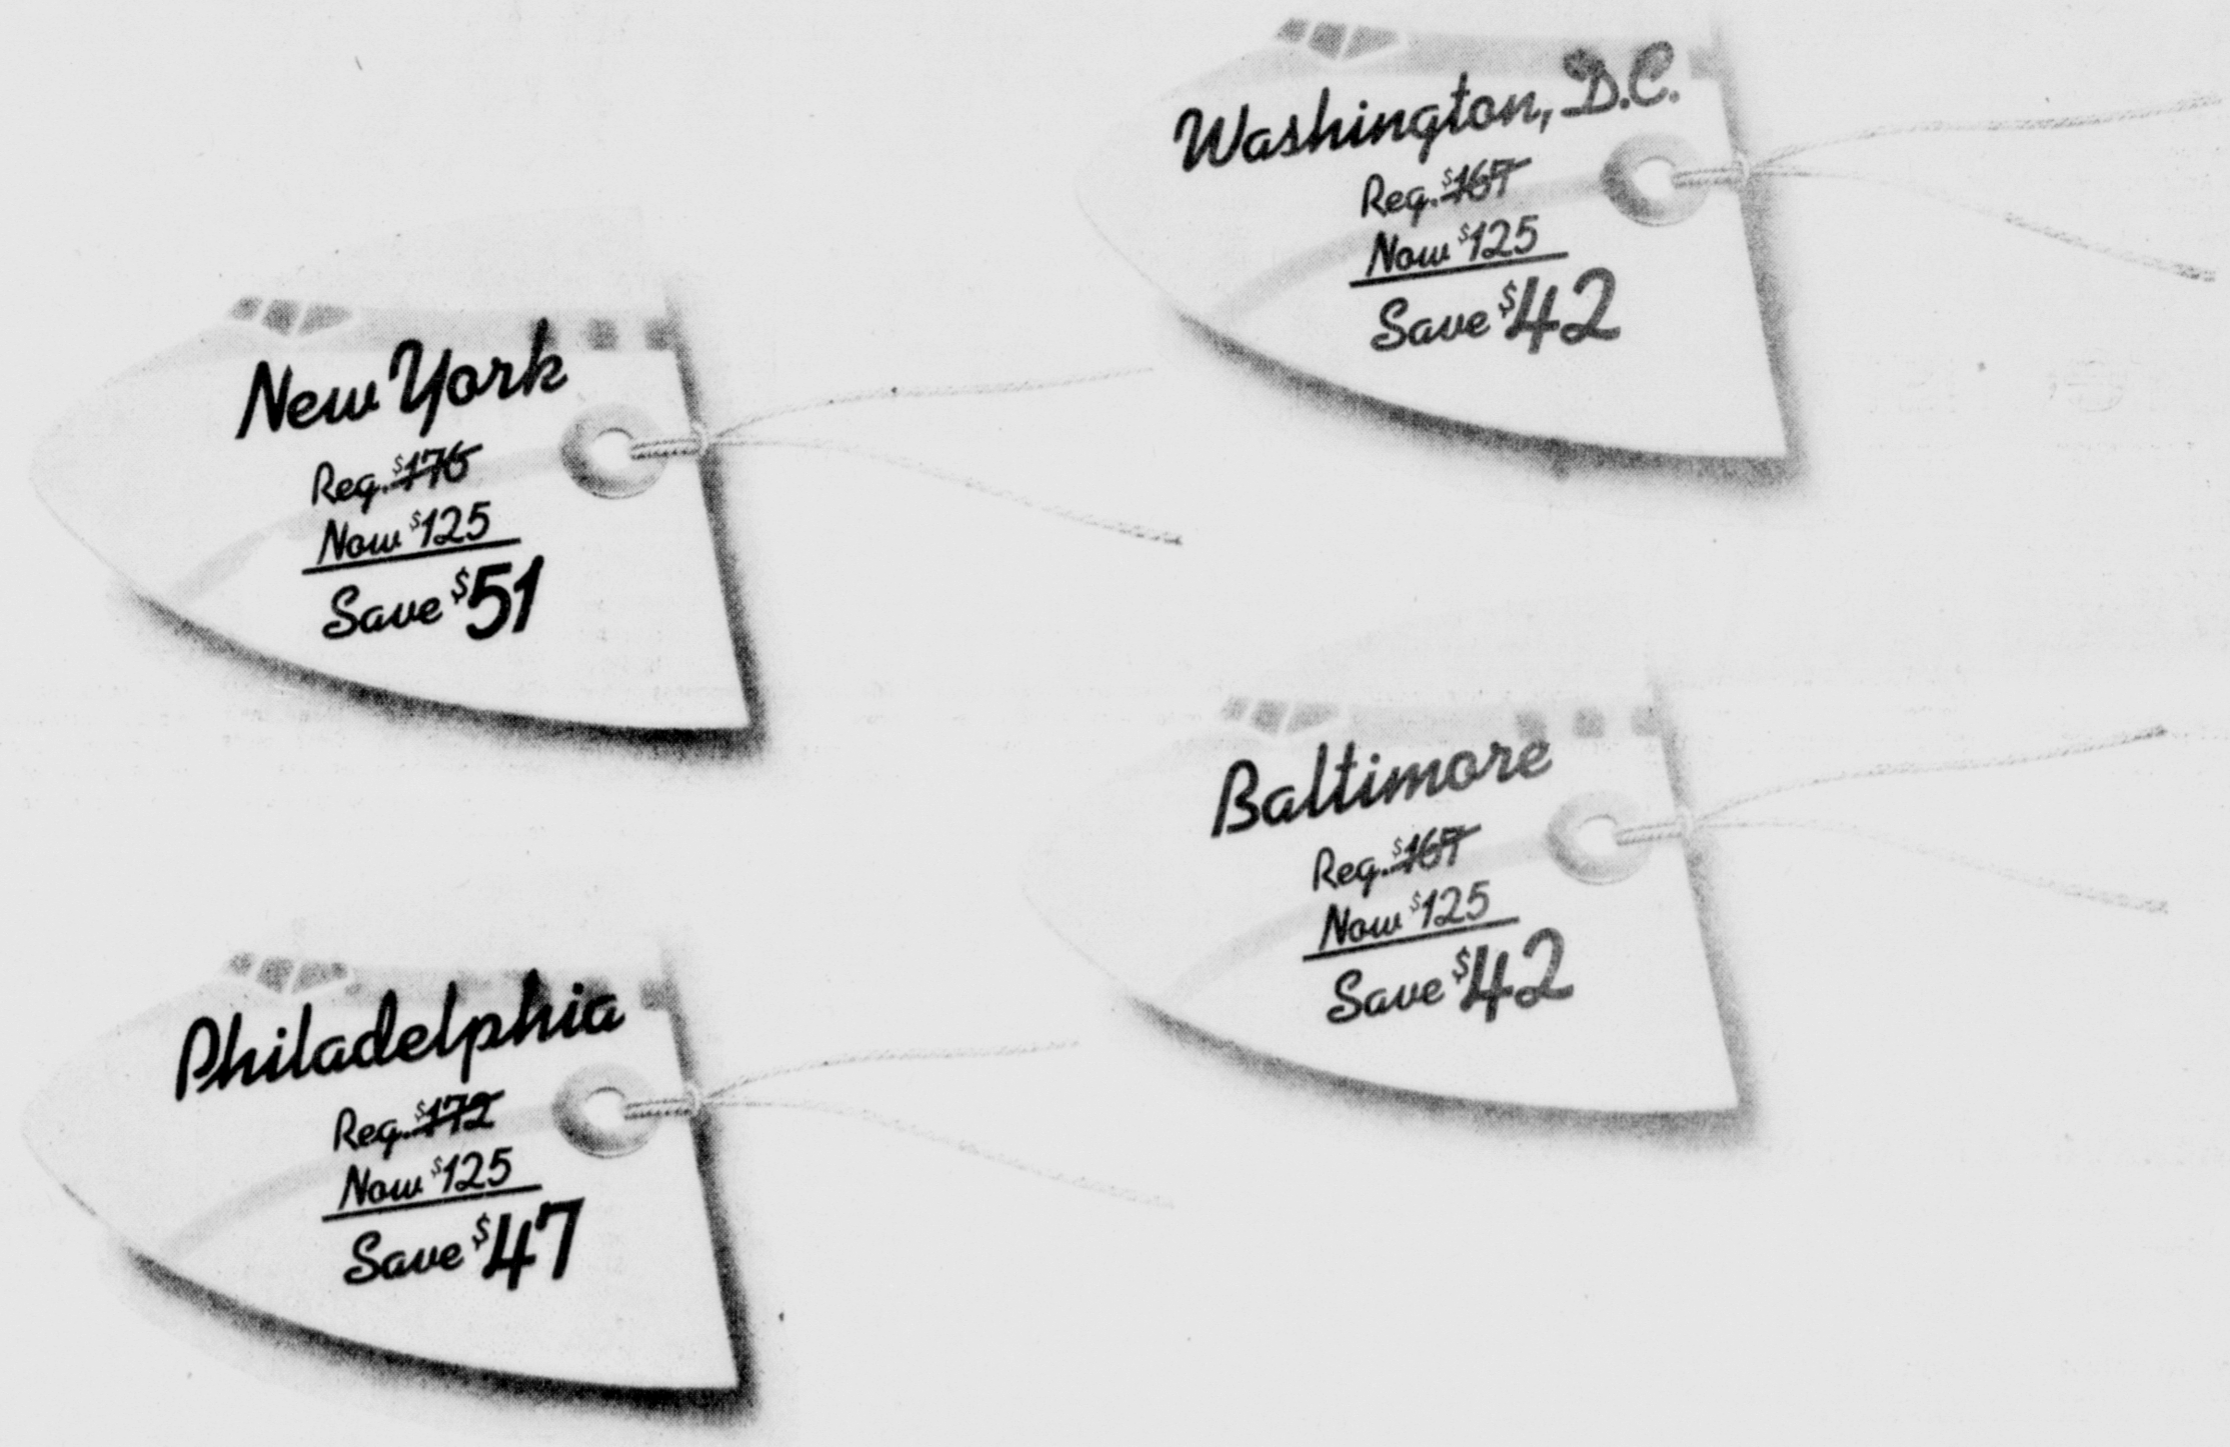 New York
Reg. $176
Now $125
Save $51
Washington, D.C.
Reg. $167
Now $125
Save $42
Philadelphia
Reg. $172
Now $125
Save $47
Baltimore
Reg. $167
Now $125
Save $42